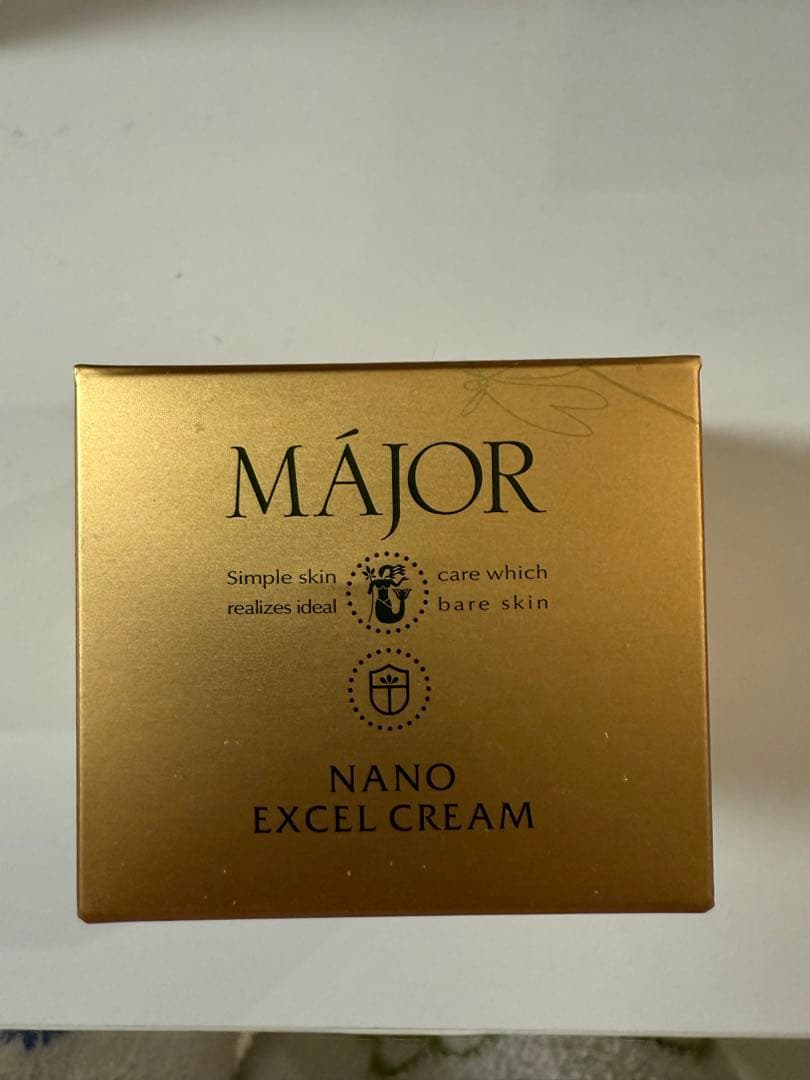 MÁJOR
Simple skin care which
realizes ideal bare skin
NANO
EXCEL CREAM